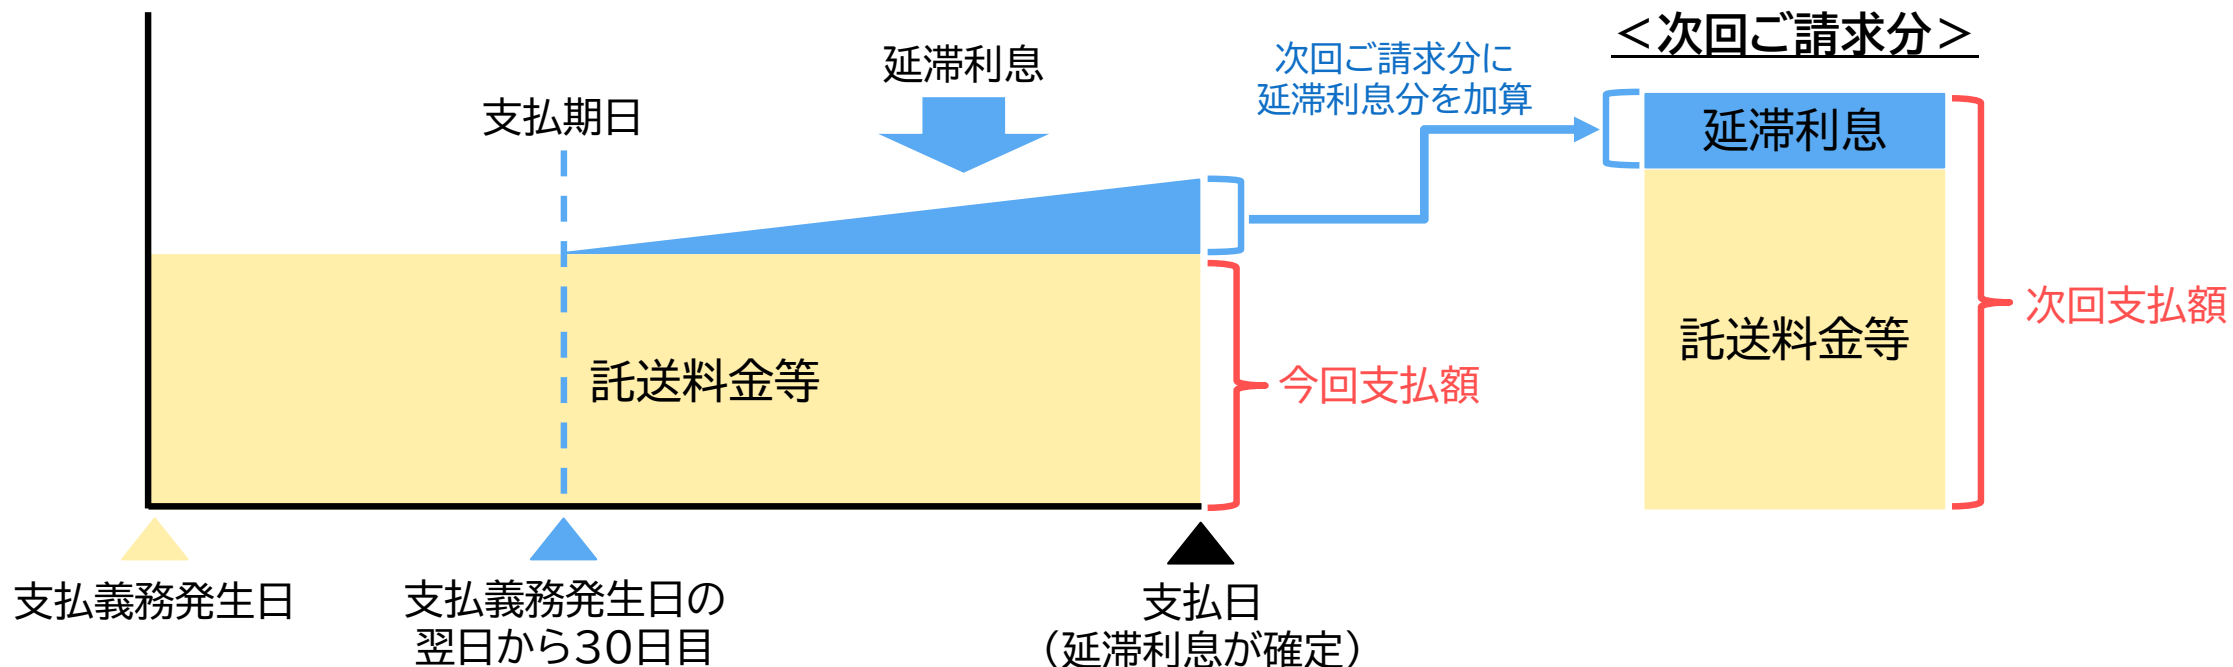 ＜次回ご請求分＞
延滞利息
次回ご請求分に
延滞利息分を加算
支払期日
延滞利息
託送料金等
託送料金等
次回支払額
今回支払額
支払義務発生日
支払義務発生日の
翌日から30日目
支払日
（延滞利息が確定）